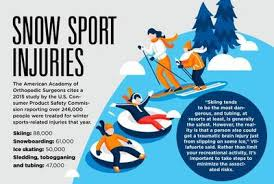 SNOW SPORT
INJURIES
The American Academy of
Orthopedic Surgeons cites a
2015 study by the U.S. Con-
sumer Product Safety Commis-
sion reporting over 246,000
people were treated for winter
sports-related injuries that year.
Skiing: 88,000
Snowboarding: 61,000
Ice skating: 50,000
Sledding, tobogganing
and tubing: 47,000
"Skiing tends
to be the most dan-
gerous, and tubing, at
resorts at least, is generally
the safest. However, the real-
ity is that a person also could
get a traumatic brain injury just
from slipping on some ice,"
said. Rather than limit
your recreational activity, it's
important to take steps to
minimize the associ-
ated risks.